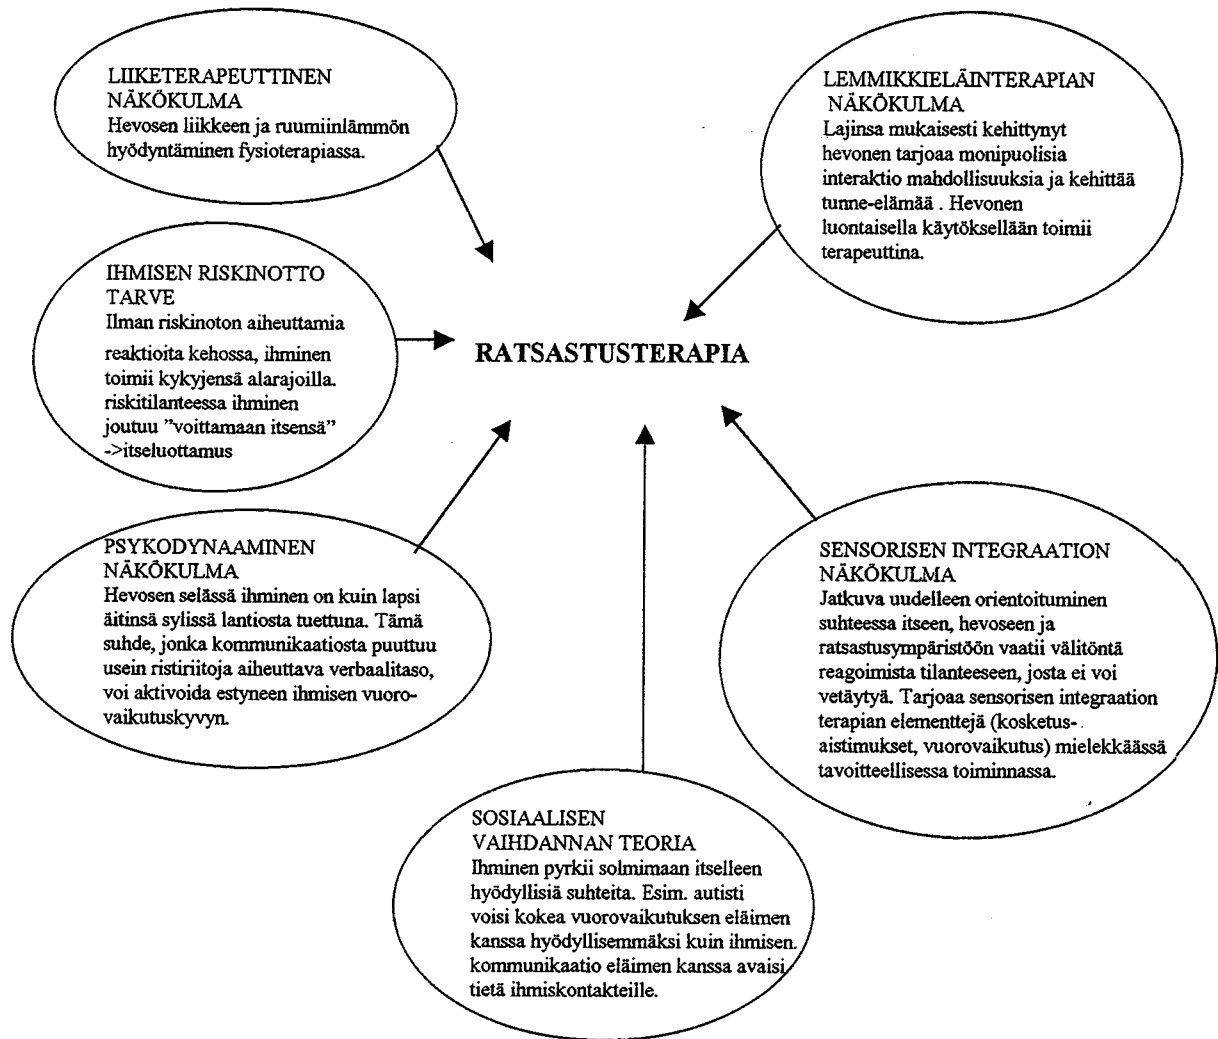 LIIKETERAPEUTTINEN
NÄKÖKULMA
Hevosen liikkeen ja ruumiinlämmön
hyödyntäminen fysioterapiassa.
LEMMIKKIELÄINTERAPIAN
NÄKÖKULMA
Lajinsa mukaisesti kehittynyt
hevonen tarjoaa monipuolisia
interaktio mahdollisuuksia ja kehittää
tunne-elämää . Hevonen
luontaisella käytöksellään toimii
terapeuttina.
IHMISEN RISKINOTTO
TARVE
Ilman riskinoton aiheuttamia
reaktioita kehossa, ihminen
toimii kykyjensä alarajoilla.
riskitilanteessa ihminen
joutuu ”voittamaan itsensä”
->itseluottamus
RATSASTUSTERAPIA
PSYKODYNAAMINEN
NÄKÖKULMA
Hevosen selässä ihminen on kuin lapsi
äitinsä sylissä lantiosta tuettuna. Tämä
suhde, jonka kommunikaatiosta puuttuu
usein ristiriitoja aiheuttava verbaalitaso,
voi aktivoida estyneen ihmisen vuoro-
vaikutuskyvyn.
SENSORISEN INTEGRAATION
NÄKÖKULMA
Jatkuva uudelleen orientoituminen
suhteessa itseen, hevoseen ja
ratsastusympäristöön vaatii välitöntä
reagoimista tilanteeseen, josta ei voi
vetäytyä. Tarjoaa sensorisen integraation
terapian elementtejä (kosketus-
aistimukset, vuorovaikutus) mielekkäässä
tavoitteellisessa toiminnassa.
SOSIAALISEN
VAIHDANNAN TEORIA
Ihminen pyrkii solmimaan itselleen
hyödyllisiä suhteita. Esim. autisti
voisi kokea vuorovaikutuksen eläimen
kanssa hyödyllisemmäksi kuin ihmisen.
kommunikaatio eläimen kanssa avaisi
tietä ihmiskontakteille.